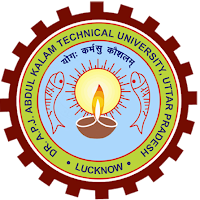 DR. A.P.J. ABDUL KALAM TECHNICAL UNIVERSITY, UTTAR PRADESH
योगः कर्मसु कौशलम्
LUCKNOW